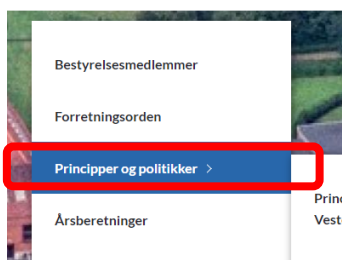 Bestyrelsesmedlemmer
Forretningsorden
Principper og politikker >
Årsberetninger